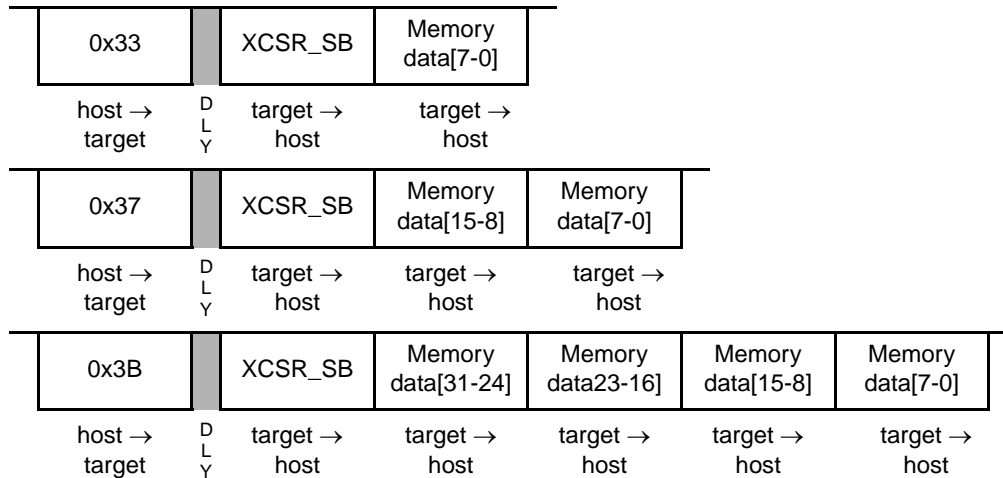 0x33 XCSR_SB Memory
data[7-0]
host → D
L
Y target → target →
target host host
0x37 XCSR_SB Memory Memory
data[15-8] data[7-0]
host → D
L
Y target → target → target →
target host host host
0x3B XCSR_SB Memory Memory Memory Memory
data[31-24] data23-16] data[15-8] data[7-0]
host → D
L
Y target → target → target → target → target →
target host host host host host